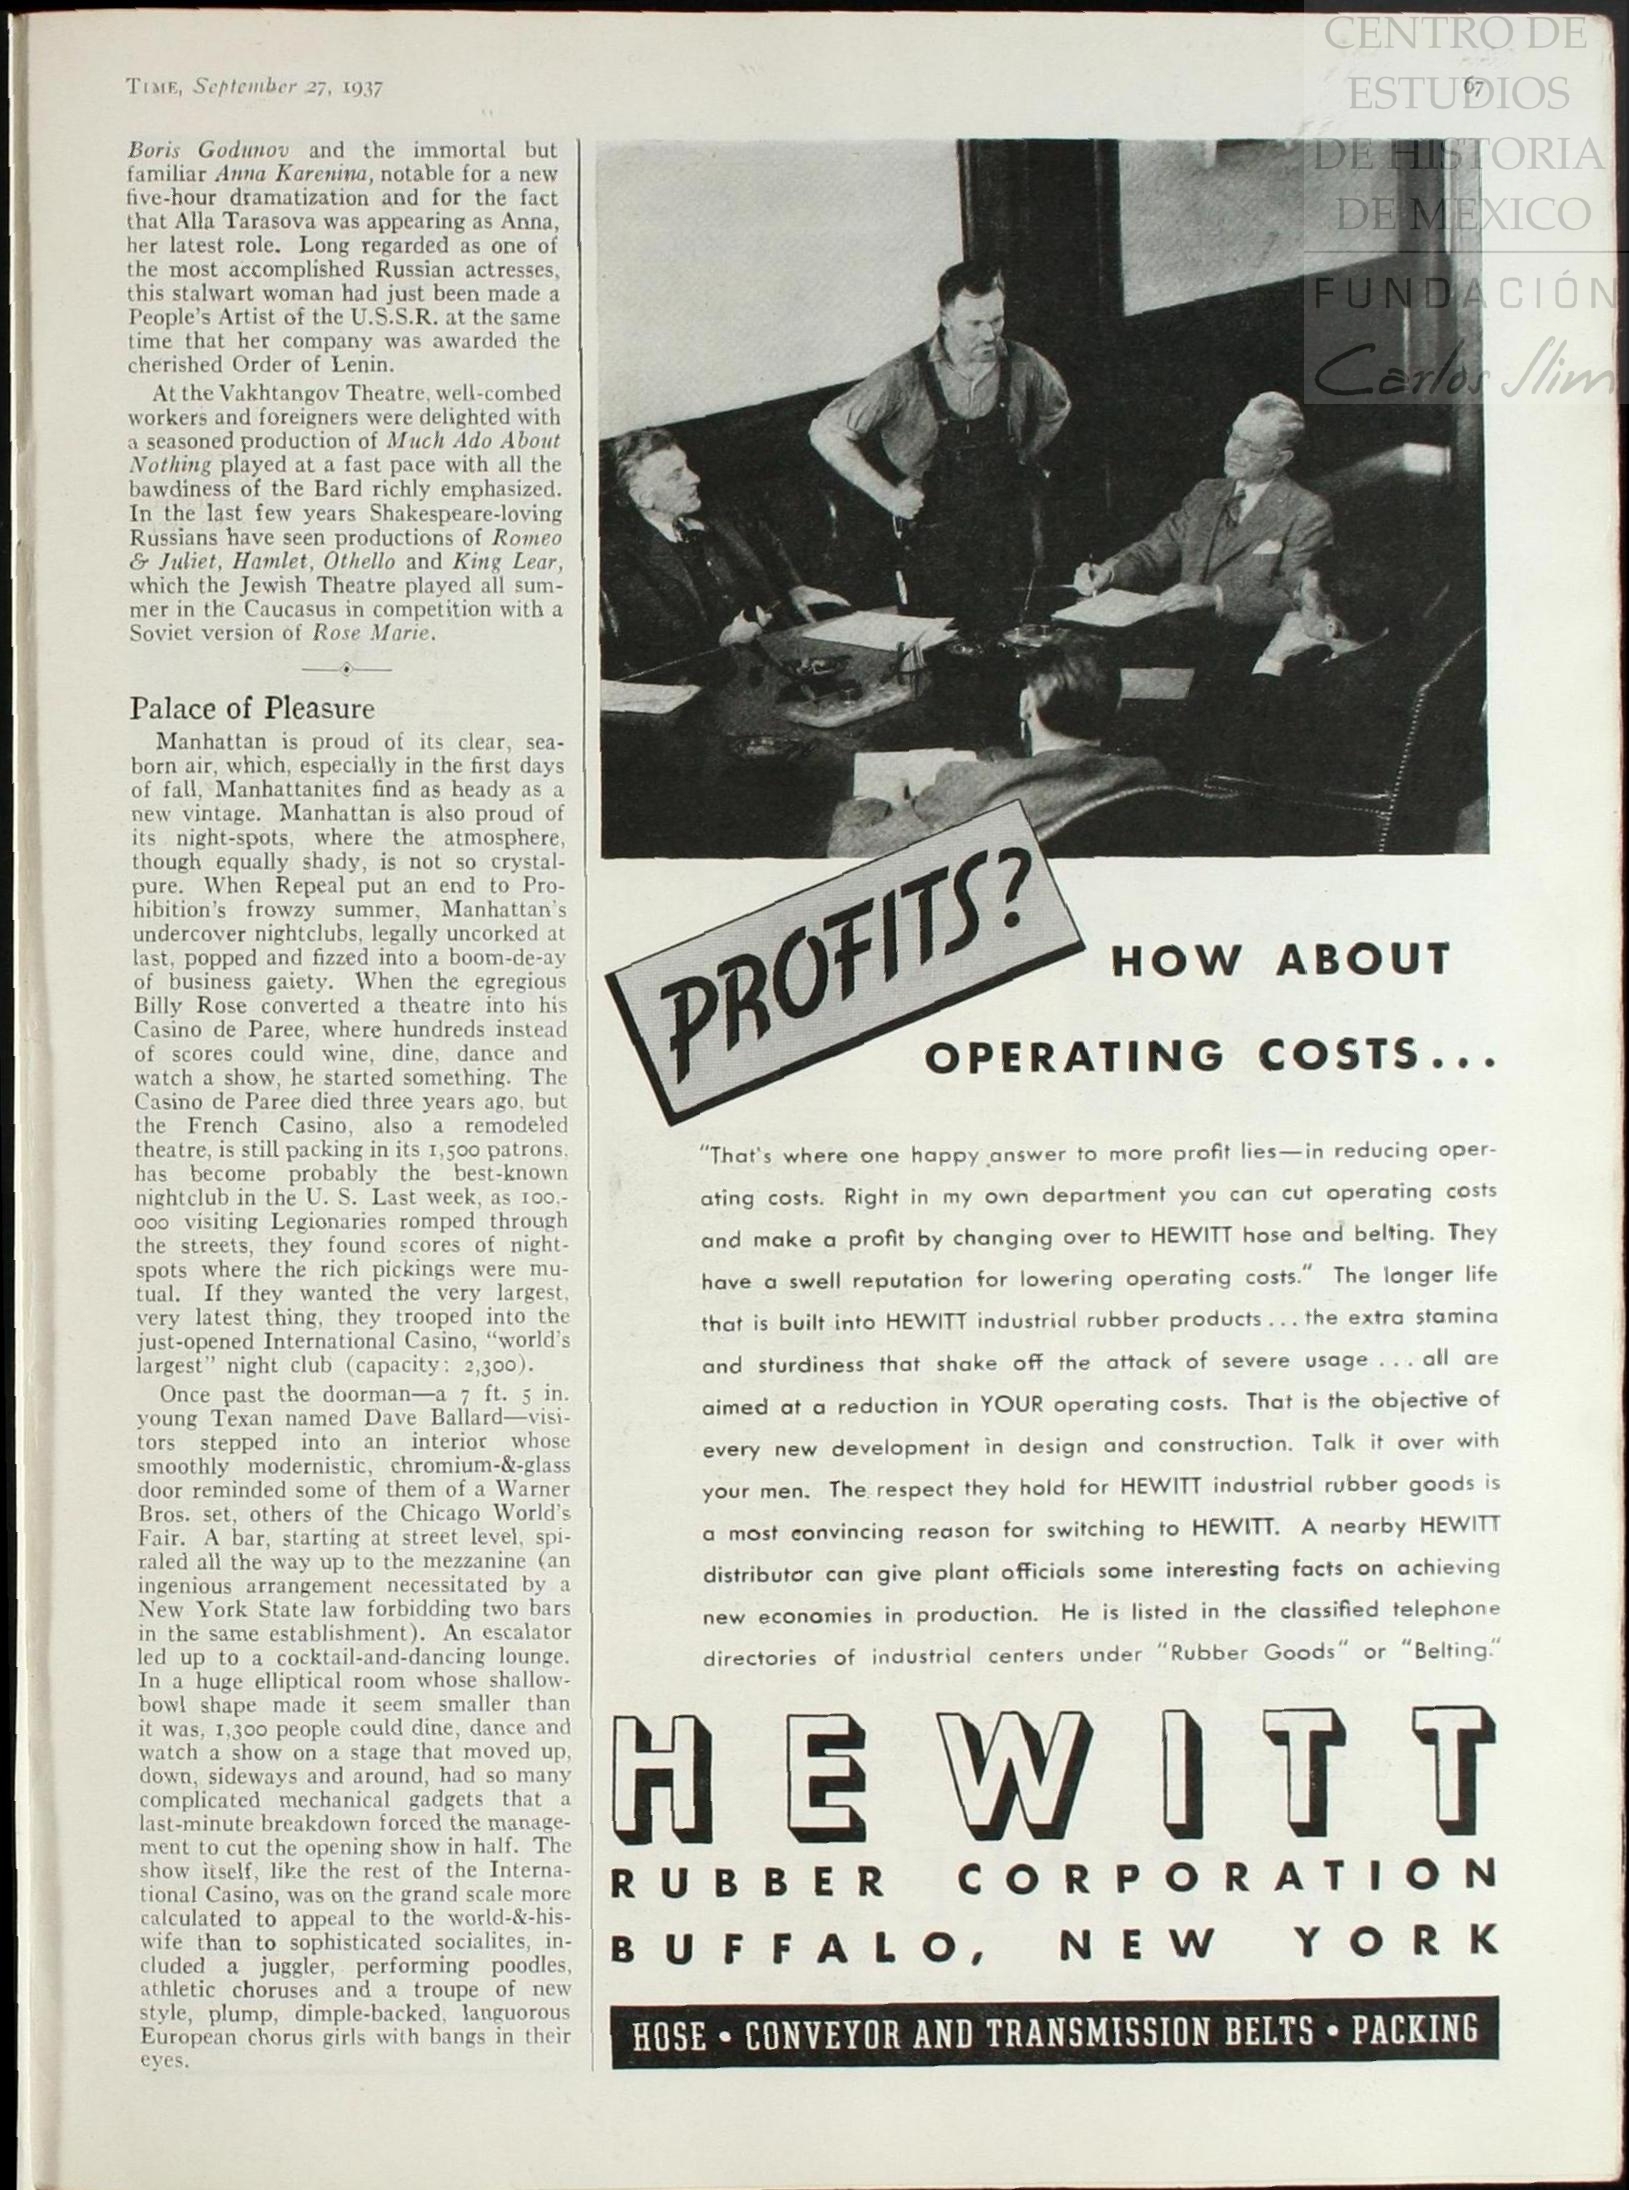 TIME, September 27, 1937
67
Boris Godunov and the immortal but
familiar Anna Karenina, notable for a new
five-hour dramatization and for the fact
that Alla Tarasova was appearing as Anna,
her latest role. Long regarded as one of
the most accomplished Russian actresses,
this stalwart woman had just been made a
People's Artist of the U.S.S.R. at the same
time that her company was awarded the
cherished Order of Lenin.
At the Vakhtangov Theatre, well-combed
workers and foreigners were delighted with
a seasoned production of Much Ado About
Nothing played at a fast pace with all the
bawdiness of the Bard richly emphasized.
In the last few years Shakespeare-loving
Russians have seen productions of Romeo
& Juliet, Hamlet, Othello and King Lear,
which the Jewish Theatre played all sum-
mer in the Caucasus in competition with a
Soviet version of Rose Marie.
Palace of Pleasure
Manhattan is proud of its clear, sea-
born air, which, especially in the first days
of fall, Manhattanites find as heady as a
new vintage. Manhattan is also proud of
its night-spots, where the atmosphere,
though equally shady, is not so crystal-
pure. When Repeal put an end to Pro-
hibition's frowzy summer, Manhattan's
undercover nightclubs, legally uncorked at
last, popped and fizzed into a boom-de-ay
of business gaiety. When the egregious
Billy Rose converted a theatre into his
Casino de Paree, where hundreds instead
of scores could wine, dine, dance and
watch a show, he started something. The
Casino de Paree died three years ago, but
the French Casino, also a remodeled
theatre, is still packing in its 1,500 patrons,
has become probably the best-known
nightclub in the U. S. Last week, as 100,-
000 visiting Legionaries romped through
the streets, they found scores of night-
spots where the rich pickings were mu-
tual. If they wanted the very largest,
very latest thing, they trooped into the
just-opened International Casino, "world's
largest" night club (capacity: 2,300).
Once past the doorman—a 7 ft. 5 in.
young Texan named Dave Ballard—visi-
tors stepped into an interior whose
smoothly modernistic, chromium-&-glass
door reminded some of them of a Warner
Bros. set, others of the Chicago World's
Fair. A bar, starting at street level, spi-
raled all the way up to the mezzanine (an
ingenious arrangement necessitated by a
New York State law forbidding two bars
in the same establishment). An escalator
led up to a cocktail-and-dancing lounge.
In a huge elliptical room whose shallow-
bowl shape made it seem smaller than
it was, 1,300 people could dine, dance and
watch a show on a stage that moved up,
down, sideways and around, had so many
complicated mechanical gadgets that a
last-minute breakdown forced the manage-
ment to cut the opening show in half. The
show itself, like the rest of the Interna-
tional Casino, was on the grand scale more
calculated to appeal to the world-&-his-
wife than to sophisticated socialites, in-
cluded a juggler, performing poodles,
athletic choruses and a troupe of new
style, plump, dimple-backed, languorous
European chorus girls with bangs in their
eyes.
PROFITS?
HOW ABOUT
OPERATING COSTS...
"That's where one happy answer to more profit lies—in reducing oper-
ating costs. Right in my own department you can cut operating costs
and make a profit by changing over to HEWITT hose and belting. They
have a swell reputation for lowering operating costs." The longer life
that is built into HEWITT industrial rubber products ... the extra stamina
and sturdiness that shake off the attack of severe usage ... all are
aimed at a reduction in YOUR operating costs. That is the objective of
every new development in design and construction. Talk it over with
your men. The respect they hold for HEWITT industrial rubber goods is
a most convincing reason for switching to HEWITT. A nearby HEWITT
distributor can give plant officials some interesting facts on achieving
new economies in production. He is listed in the classified telephone
directories of industrial centers under "Rubber Goods" or "Belting."
HEWITT
RUBBER CORPORATION
BUFFALO, NEW YORK
HOSE • CONVEYOR AND TRANSMISSION BELTS • PACKING
CENTRO DE
ESTUDIOS
DE HISTORIA
DE MEXICO
FUNDACIÓN
Carlos Slim